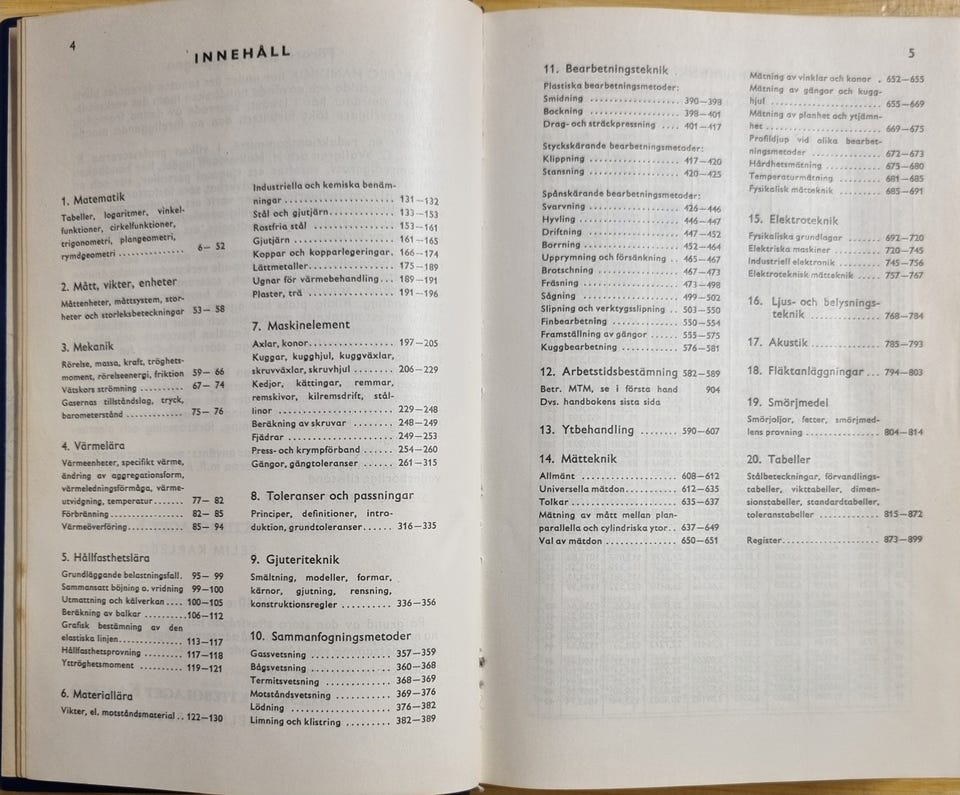 4
INNEHÅLL
1. Matematik
Tabeller, logaritmer, vinkel-
funktioner, cirkelfunktioner,
trigonometri, plangeometri,
rymdgeometri ............ 6— 52
2. Mått, vikter, enheter
Måttenheter, måttsystem, stor-
heter och storleksbeteckningar 53— 58
3. Mekanik
Rörelse, massa, kraft, tröghets-
moment, rörelseenergi, friktion 59— 66
Vätskors strömning ......... 67— 74
Gasernas tillståndslag, tryck,
barometerstånd ............ 75— 76
4. Värmelära
Värmeenheter, specifikt värme,
ändring av aggregationsform,
värmeledningsförmåga, värme-
utvidgning, temperatur....... 77— 82
Förbränning................ 82— 85
Värmeöverföring............ 85— 94
5. Hållfasthetslära
Grundläggande belastningsfall. 95— 99
Sammansatt böjning o. vridning 99—100
Utmattning och kälverkan .... 100—105
Beräkning av balkar ..........106—112
Grafisk bestämning av den
elastiska linjen.............. 113—117
Hållfasthetsprovning ......... 117—118
Yttröghetsmoment .......... 119—121
6. Materiallära
Vikter, el. motståndsmaterial .. 122—130
Industriella och kemiska benäm-
ningar ...................... 131—132
Stål och gjutjärn............. 133—153
Rostfria stål ................ 153—161
Gjutjärn .................... 161—165
Koppar och kopparlegeringar. 166—174
Lättmetaller................. 175—189
Ugnar för värmebehandling... 189—191
Plaster, trä ................. 191—196
7. Maskinelement
Axlar, konor................. 197—205
Kuggar, kugghjul, kuggväxlar,
skruvväxlar, skruvhjul ........ 206—229
Kedjor, kättingar, remmar,
remskivor, kilremsdrift, stål-
linor ...................... 229—248
Beräkning av skruvar ........ 248—249
Fjädrar .................... 249—253
Press- och krympförband ...... 254—260
Gängor, gängtoleranser ...... 261—315
8. Toleranser och passningar
Principer, definitioner, intro-
duktion, grundtoleranser...... 316—335
9. Gjuteriteknik
Smältning, modeller, formar,
kärnor, gjutning, rensning,
konstruktionsregler .......... 336—356
10. Sammanfogningsmetoder
Gassvetsning ................ 357—359
Bågsvetsning ................ 360—368
Termitsvetsning ............. 368—369
Motståndsvetsning ........... 369—376
Lödning .................... 376—382
Limning och klistring ......... 382—389
5
11. Bearbetningsteknik
Plastiska bearbetningsmetoder:
Smidning .................. 390—398
Bockning .................. 398—401
Drag- och sträckpressning .... 401—417
Styckskärande bearbetningsmetoder:
Klippning .................. 417—420
Stansning .................. 420—425
Spånskärande bearbetningsmetoder:
Svarvning .................. 426—446
Hyvling .................... 446—447
Driftning .................. 447—452
Borrning .................. 452—464
Upprymning och försänkning .. 465—467
Brotschning ................ 467—473
Fräsning .................. 473—498
Sågning .................... 499—502
Slipning och verktygsslipning .. 503—550
Finbearbetning .............. 550—554
Framställning av gängor ...... 555—575
Kuggbearbetning ............ 576—581
12. Arbetstidsbestämning 582—589
Betr. MTM, se i första hand 904
Dvs. handbokens sista sida
13. Ytbehandling ........ 590—607
14. Mätteknik
Allmänt .................... 608—612
Universella mätdon........... 612—635
Tolkar...................... 635—637
Mätning av mått mellan plan-
parallella och cylindriska ytor.. 637—649
Val av mätdon .............. 650—651
Mätning av vinklar och konor . 652—655
Mätning av gängor och kugg-
hjul ...................... 655—669
Mätning av planhet och ytjämn-
het ...................... 669—675
Profildjup vid olika bearbet-
ningsmetoder .............. 672—673
Hårdhetsmätning ............ 675—680
Temperaturmätning .......... 681—685
Fysikalisk mätteknik .......... 685—691
15. Elektroteknik
Fysikaliska grundlagar ....... 692—720
Elektriska maskiner .......... 720—745
Industriell elektronik ......... 745—756
Elektroteknisk mätteknik ..... 757—767
16. Ljus- och belysnings-
teknik .............. 768—784
17. Akustik .............. 785—793
18. Fläktanläggningar ... 794—803
19. Smörjmedel
Smörjoljor, fetter, smörjmed-
lens provning ............... 804—814
20. Tabeller
Stålbeteckningar, förvandlings-
tabeller, vikttabeller, dimen-
sionstabeller, standardtabeller,
toleranstabeller ............. 815—872
Register.................... 873—899